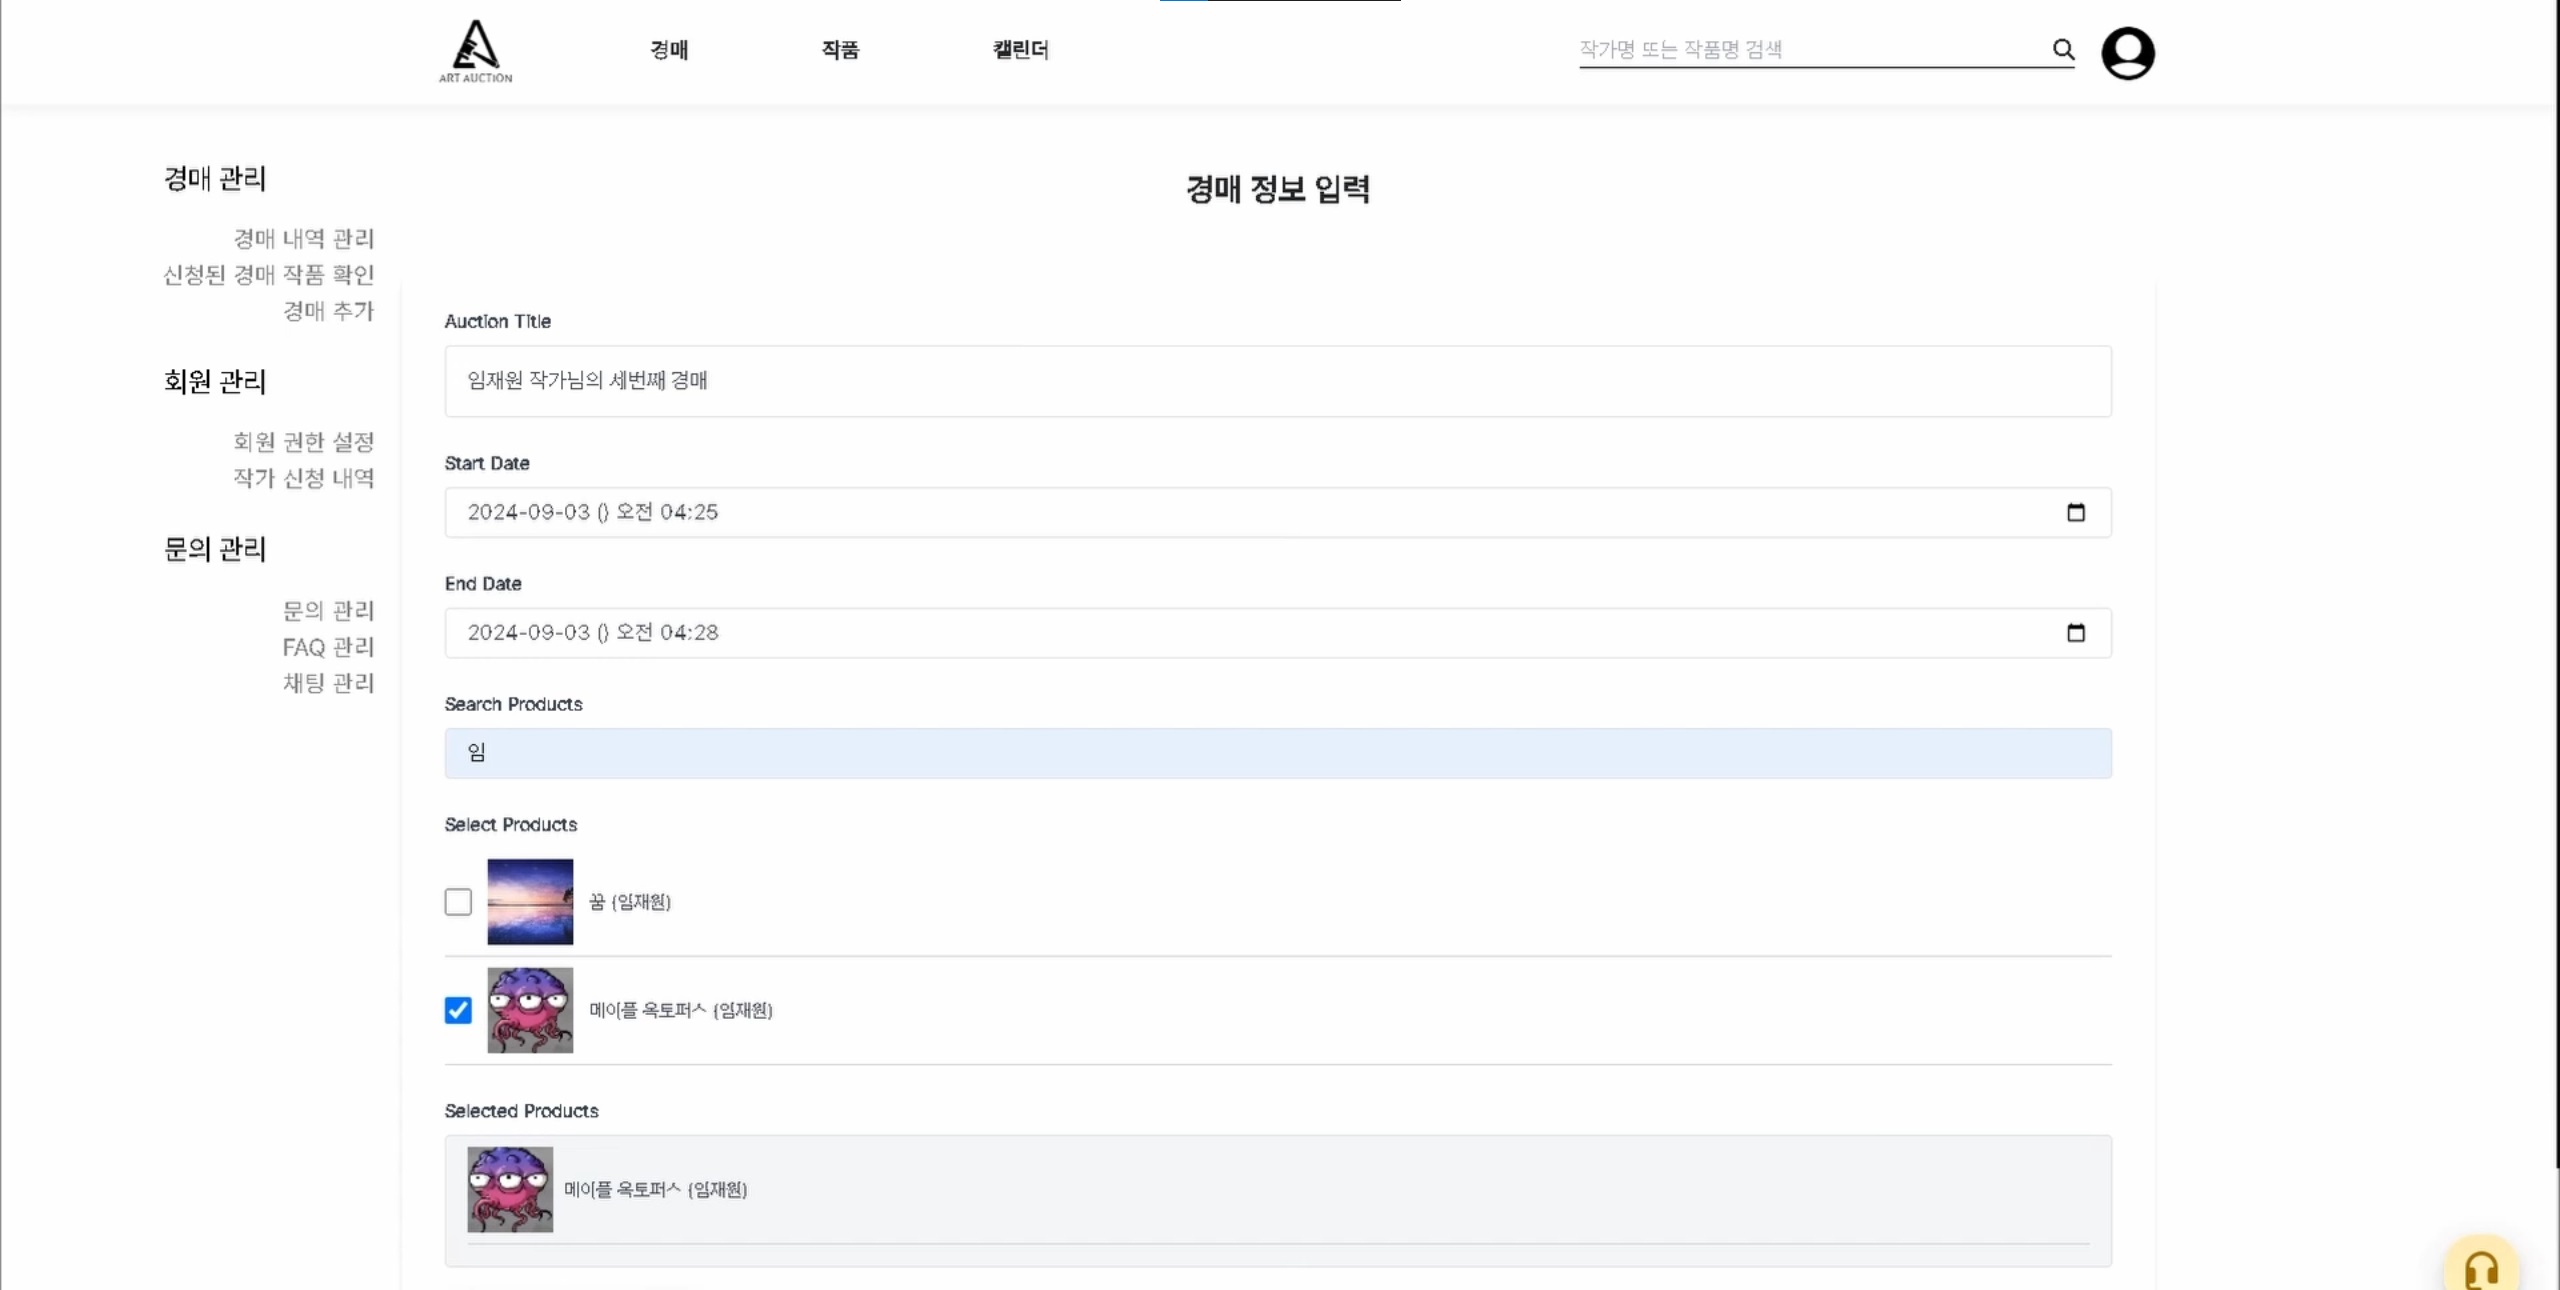 ART AUCTION
경매
작품
캘린더
작가명 또는 작품명 검색
경매 관리
경매 내역 관리
신청된 경매 작품 확인
경매 추가
회원 관리
회원 권한 설정
작가 신청 내역
문의 관리
문의 관리
FAQ 관리
채팅 관리
경매 정보 입력
Auction Title
임재원 작가님의 세번째 경매
Start Date
2024-09-03 () 오전 04:25
End Date
2024-09-03 () 오전 04:28
Search Products
임
Select Products
꿈 (임재원)
메이플 옥토퍼스 (임재원)
Selected Products
메이플 옥토퍼스 (임재원)